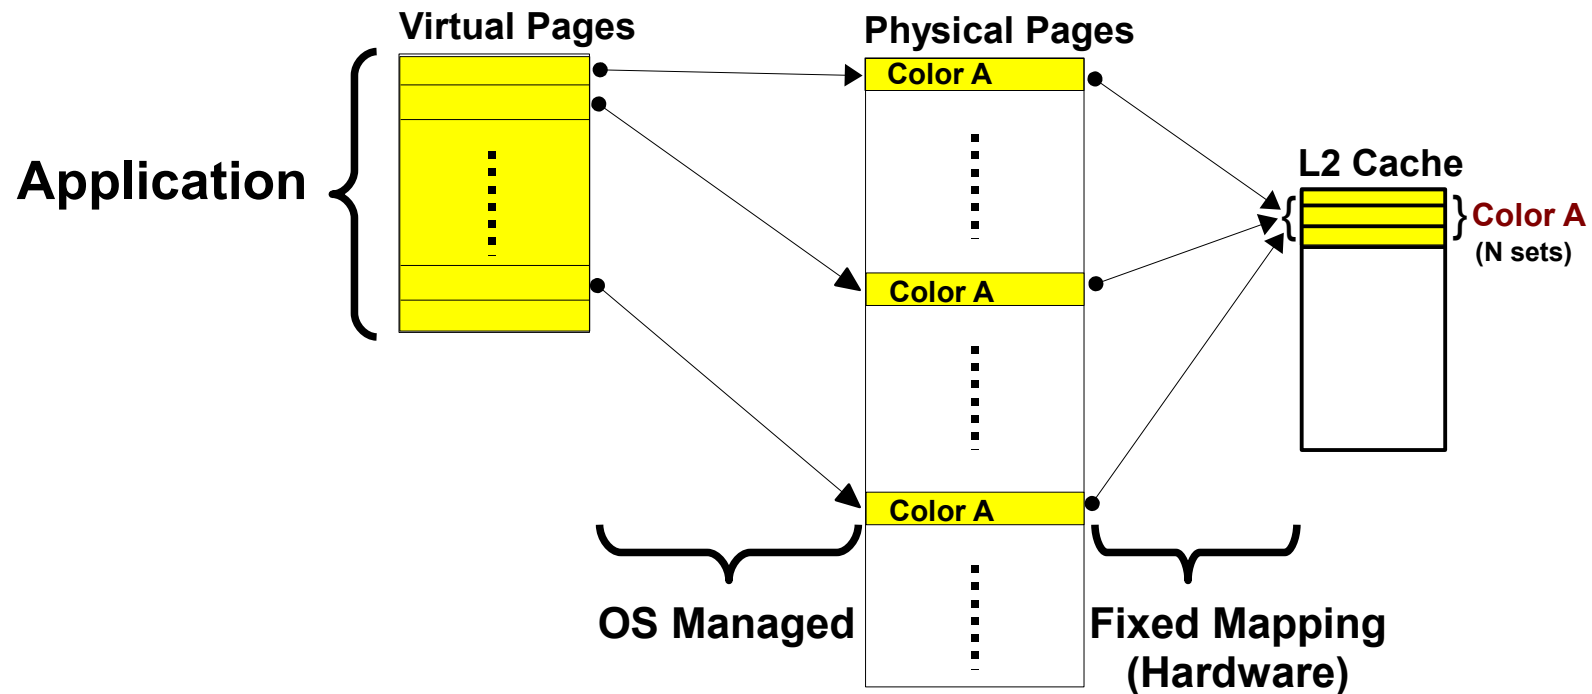 Virtual Pages
Physical Pages
Color A
Application
L2 Cache
Color A
(N sets)
Color A
Color A
OS Managed
Fixed Mapping
(Hardware)